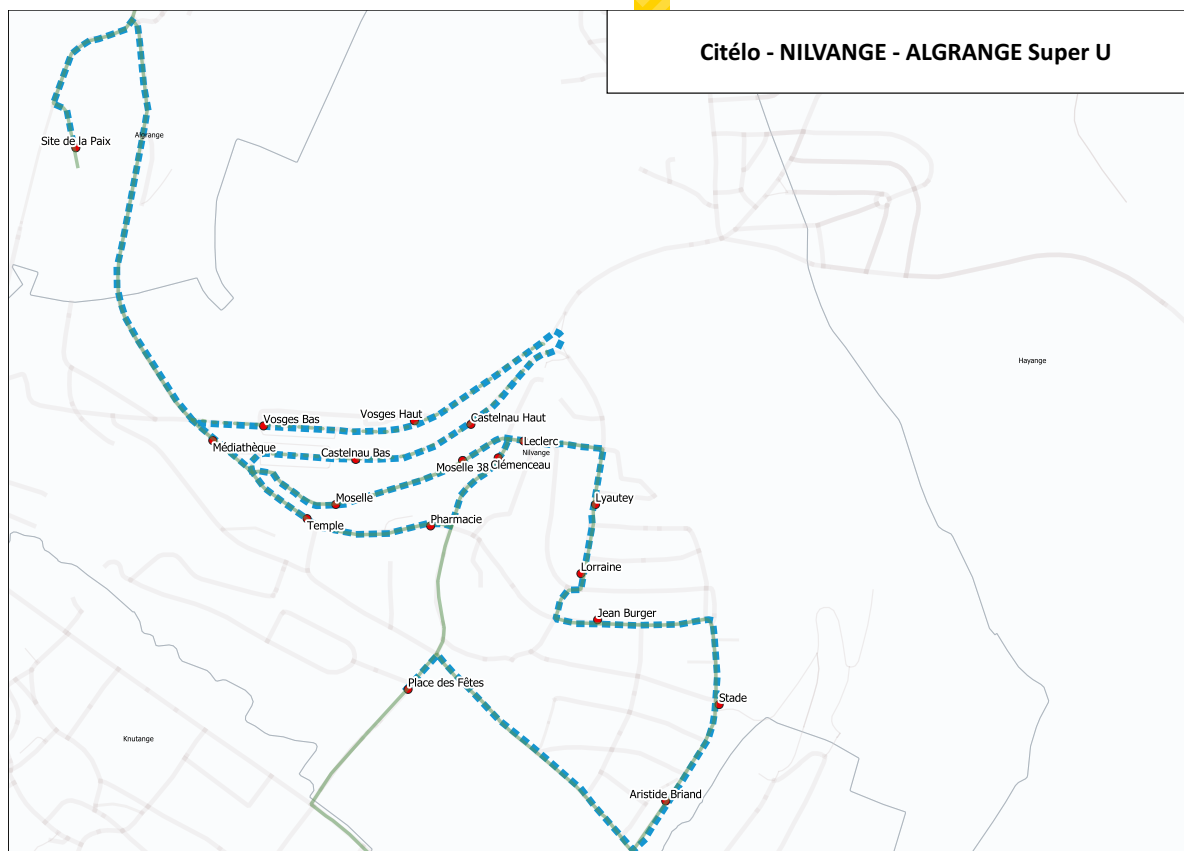 Citélo - NILVANGE - ALGRANGE Super U
Algrange
Site de la Paix
Hayange
Vosges Haut
Vosges Bas
Castelnau Haut
Médiathèque
Leclerc
Castelnau Bas
Nilvange
Moselle 38
Clémenceau
Moselle
Lyautey
Pharmacie
Temple
Lorraine
Jean Burger
Place des Fêtes
Stade
Knutange
Aristide Briand